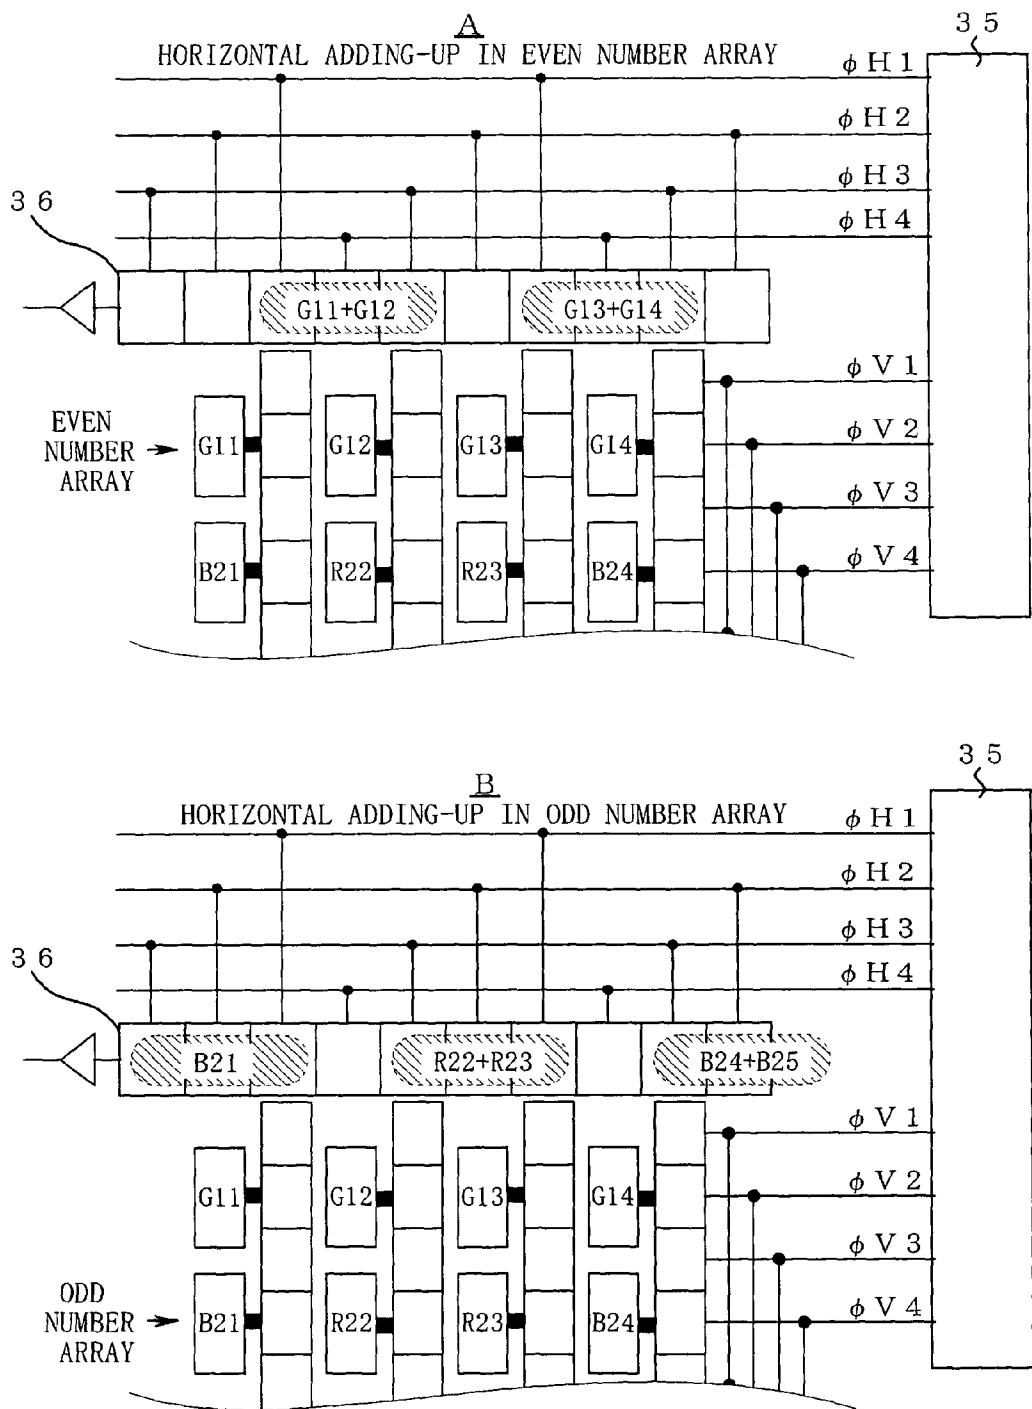 A
35
HORIZONTAL ADDING-UP IN EVEN NUMBER ARRAY
φH1
φH2
φH3
36
φH4
G11+G12
G13+G14
φV1
EVEN
NUMBER
ARRAY
G11
G12
G13
G14
φV2
φV3
B21
R22
R23
B24
φV4
35
B
HORIZONTAL ADDING-UP IN ODD NUMBER ARRAY
φH1
φH2
φH3
36
φH4
B21
R22+R23
B24+B25
φV1
G11
G12
G13
G14
φV2
φV3
ODD
NUMBER
ARRAY
B21
R22
R23
B24
φV4